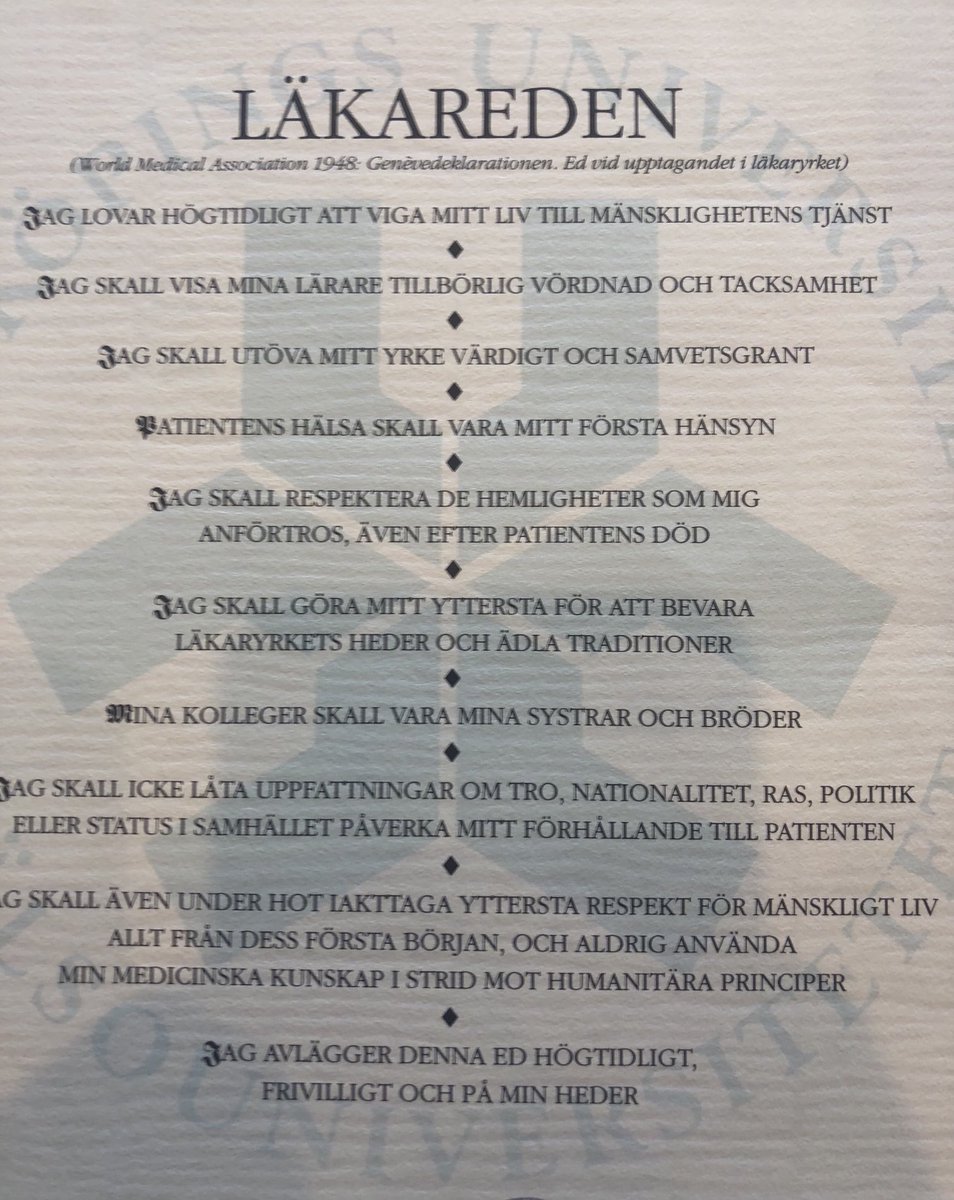 LÄKAREDEN
(World Medical Association 1948: Genèvedeklarationen. Ed vid upptagandet i läkaryrket)
JAG LOVAR HÖGTIDLIGT ATT VIGA MITT LIV TILL MÄNSKLIGHETENS TJÄNST
JAG SKALL VISA MINA LÄRARE TILLBÖRLIG VÖRDNAD OCH TACKSAMHET
JAG SKALL UTÖVA MITT YRKE VÄRDIGT OCH SAMVETSGRANT
PATIENTENS HÄLSA SKALL VARA MITT FÖRSTA HÄNSYN
JAG SKALL RESPEKTERA DE HEMLIGHETER SOM MIG
ANFÖRTROS, ÄVEN EFTER PATIENTENS DÖD
JAG SKALL GÖRA MITT YTTERSTA FÖR ATT BEVARA
LÄKARYRKETS HEDER OCH ÄDLA TRADITIONER
MINA KOLLEGER SKALL VARA MINA SYSTRAR OCH BRÖDER
JAG SKALL ICKE LÅTA UPPFATTNINGAR OM TRO, NATIONALITET, RAS, POLITIK
ELLER STATUS I SAMHÄLLET PÅVERKA MITT FÖRHÅLLANDE TILL PATIENTEN
AG SKALL ÄVEN UNDER HOT IAKTTAGA YTTERSTA RESPEKT FÖR MÄNSKLIGT LIV
ALLT FRÅN DESS FÖRSTA BÖRJAN, OCH ALDRIG ANVÄNDA
MIN MEDICINSKA KUNSKAP I STRID MOT HUMANITÄRA PRINCIPER
JAG AVLÄGGER DENNA ED HÖGTIDLIGT,
FRIVILLIGT OCH PÅ MIN HEDER
UNIVERSITETET